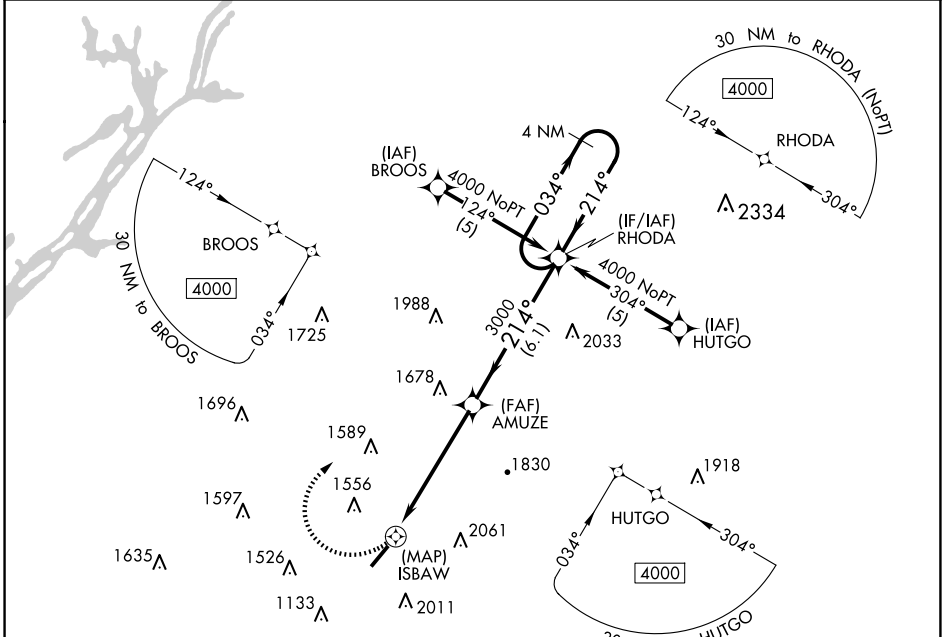 30 NM to RHODA (NoPT)
4000
124°
RHODA
304°
2334
4 NM
(IAF)
BROOS
4000 NoPT
124°
(5)
034°
214°
(IF/IAF)
RHODA
4000 NoPT
304°
(5)
(IAF)
HUTGO
124°
BROOS
4000
034°
30 NM to BROOS
1725
1988
3000
214°
(6.1)
2033
1678
(FAF)
AMUZE
1696
1589
1830
1556
1597
1918
HUTGO
034°
304°
4000
2061
(MAP)
ISBAW
1635
1526
1133
2011
HUTGO